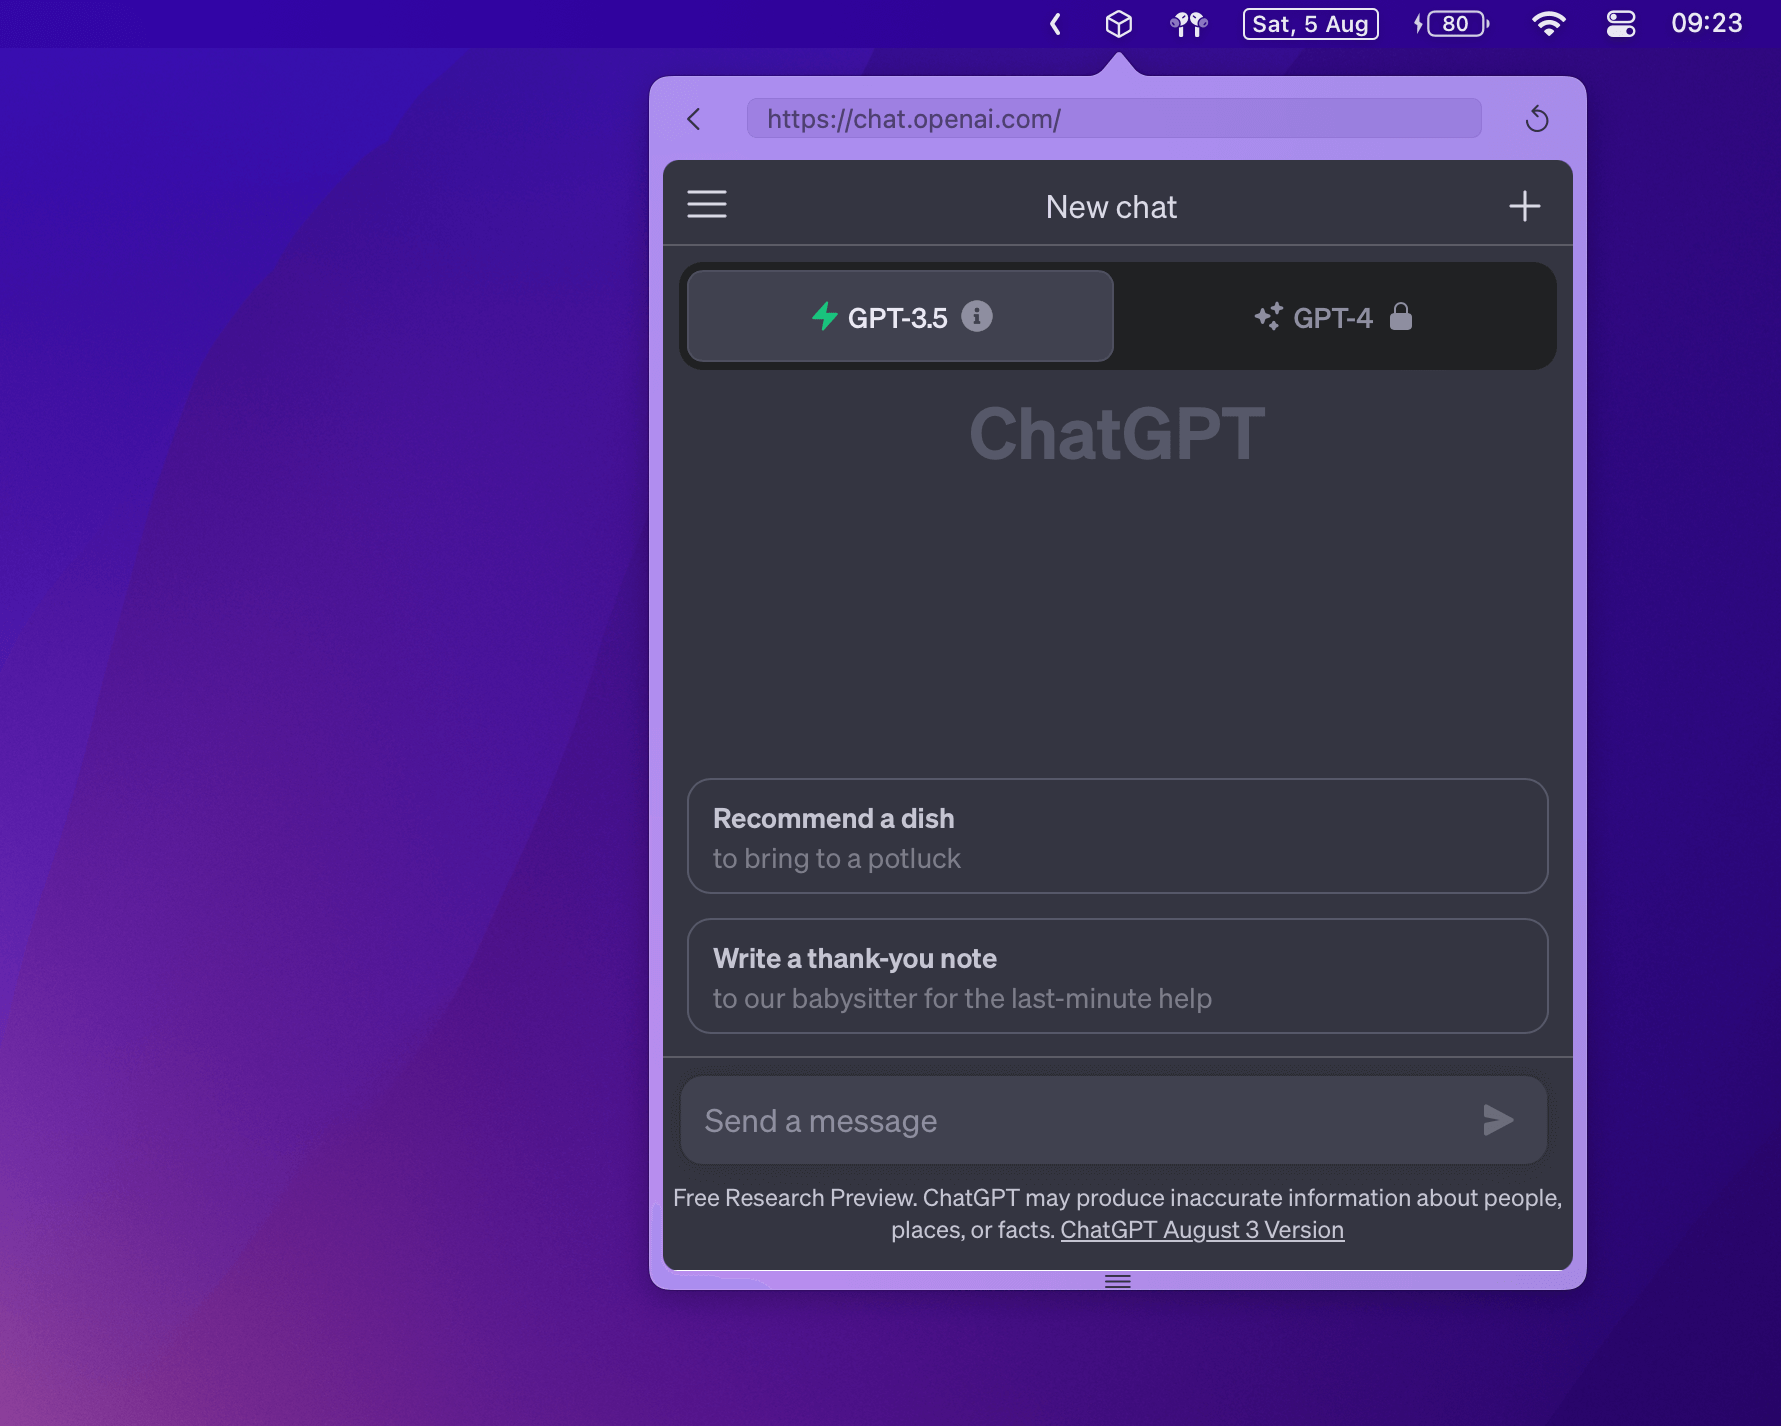 Sat, 5 Aug
80
09:23
https://chat.openai.com/
New chat
GPT-3.5
GPT-4
ChatGPT
Recommend a dish
to bring to a potluck
Write a thank-you note
to our babysitter for the last-minute help
Send a message
Free Research Preview. ChatGPT may produce inaccurate information about people,
places, or facts. ChatGPT August 3 Version